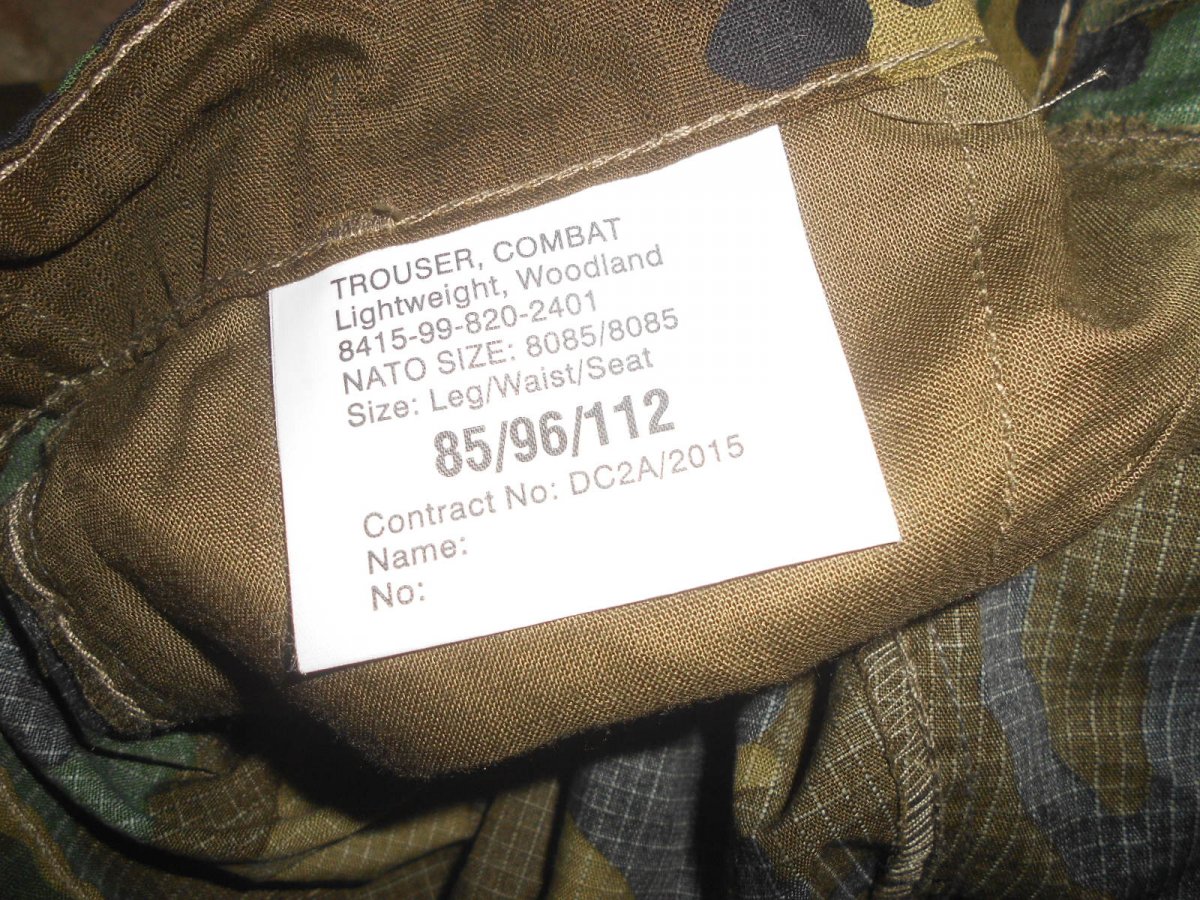 TROUSER, COMBAT
Lightweight, Woodland
8415-99-820-2401
NATO SIZE: 8085/8085
Size: Leg/Waist/Seat
85/96/112
Contract No: DC2A/2015
Name:
No: